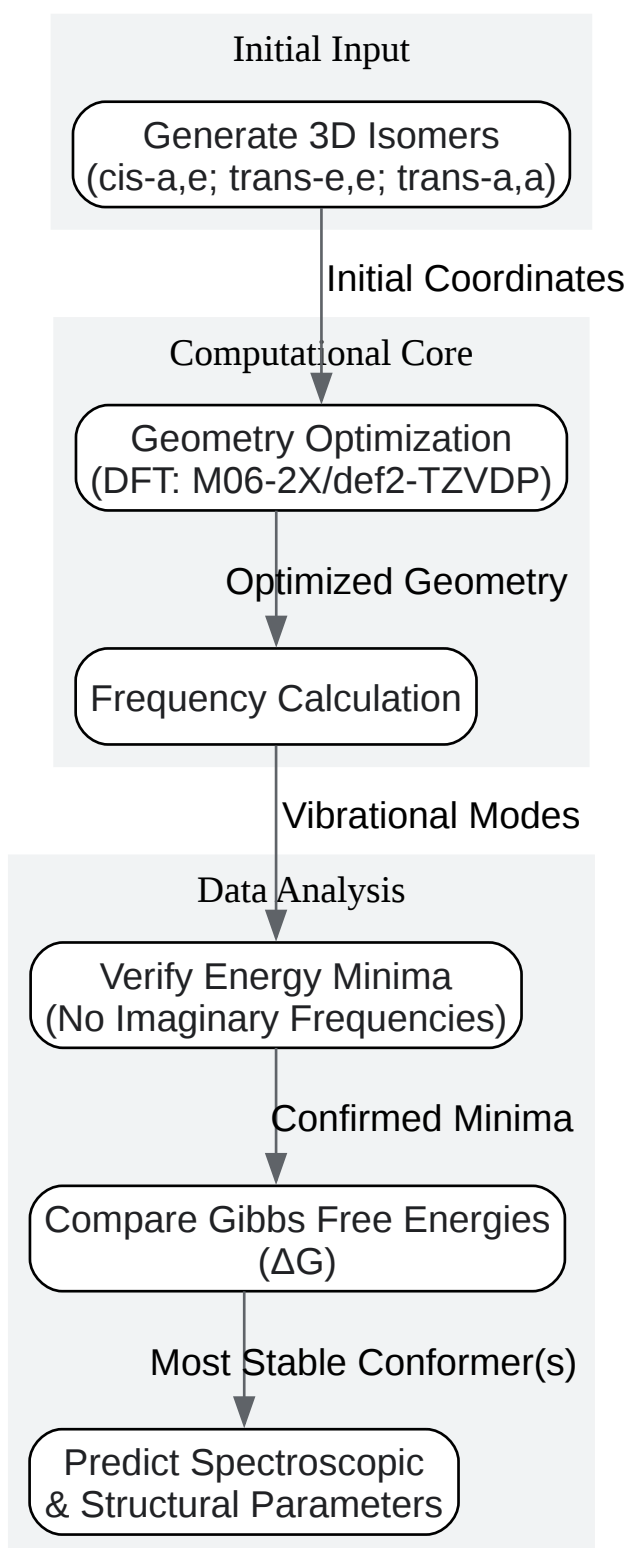 Initial Input
Generate 3D Isomers
(cis-a,e; trans-e,e; trans-a,a)
Initial Coordinates
Computational Core
Geometry Optimization
(DFT: M06-2X/def2-TZVDP)
Optimized Geometry
Frequency Calculation
Vibrational Modes
Data Analysis
Verify Energy Minima
(No Imaginary Frequencies)
Confirmed Minima
Compare Gibbs Free Energies
(ΔG)
Most Stable Conformer(s)
Predict Spectroscopic
& Structural Parameters